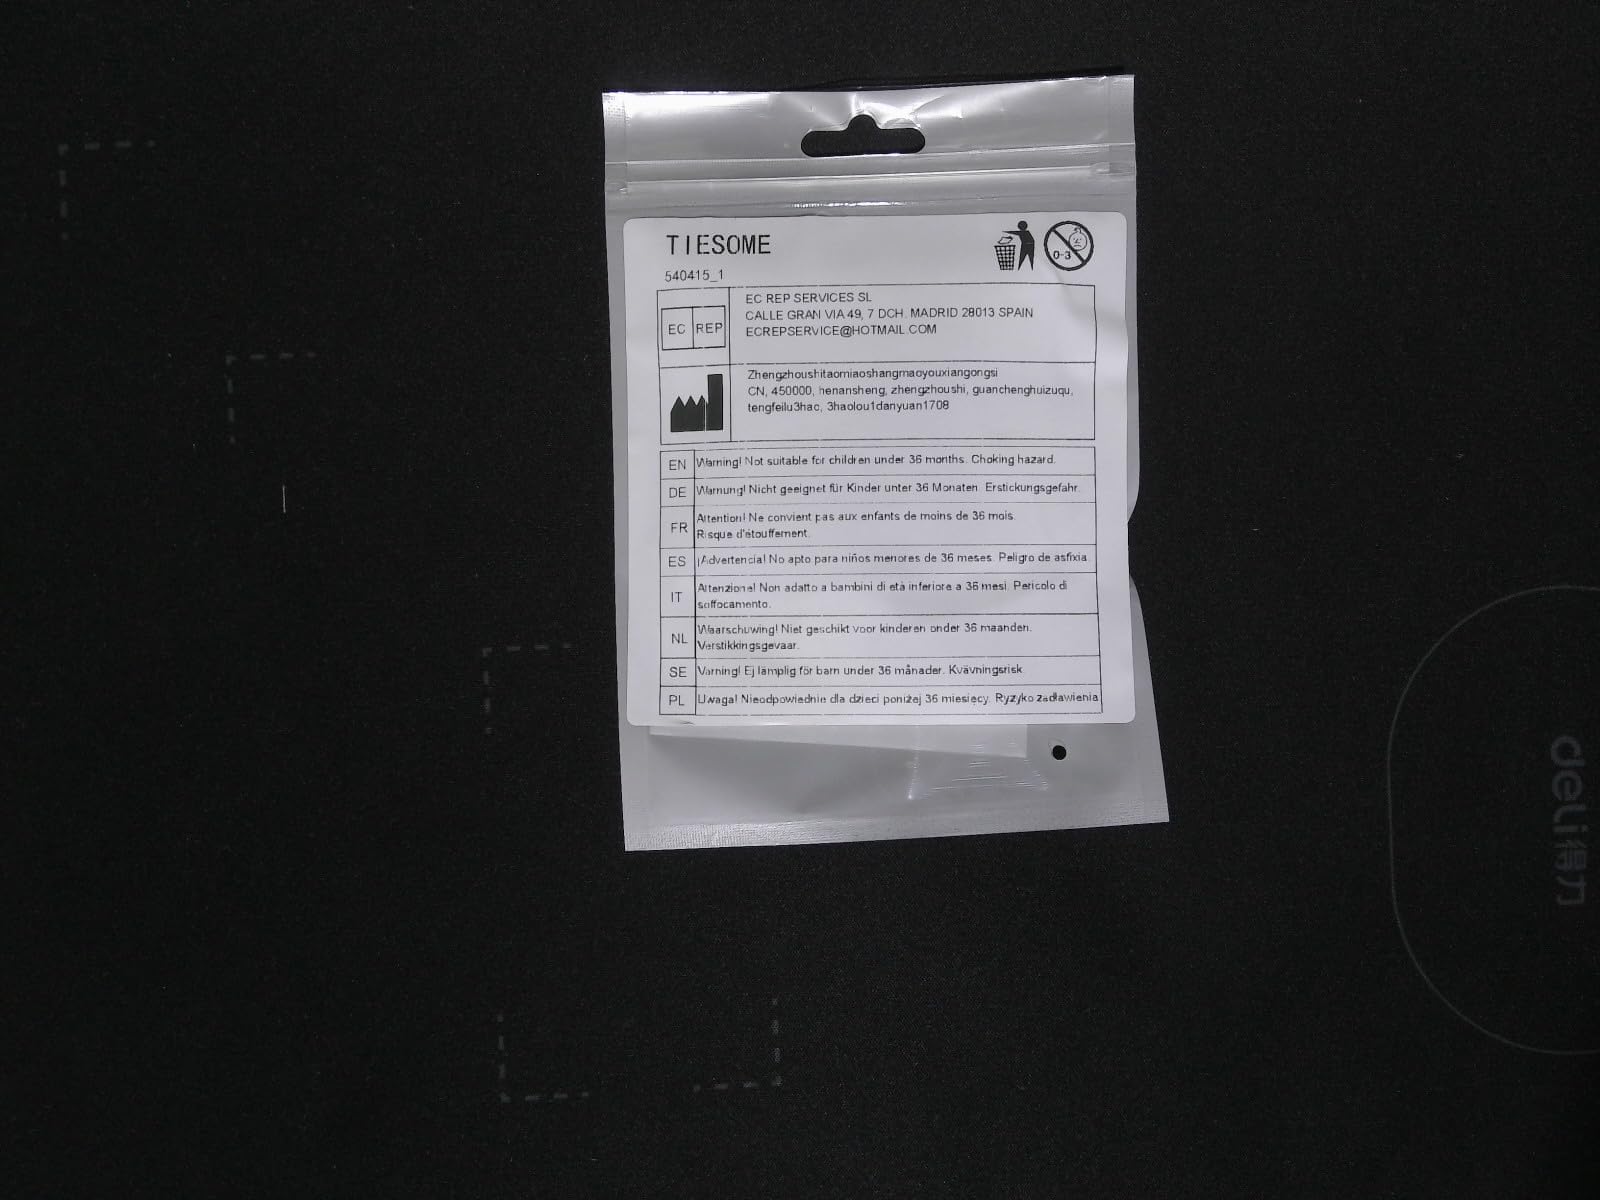 TIESOME
540415_1
0-3
EC REP
EC REP SERVICES SL
CALLE GRAN VIA 49, 7 DCH. MADRID 28013 SPAIN
ECREPSERVICE@HOTMAIL.COM
Zhengzhoushitaomiaoshangmaoyouxiangongsi
CN, 450000, henansheng, zhengzhoushi, guanchenghuizuqu,
tengfeilu3hao, 3haolou1danyuan1708
EN Warning! Not suitable for children under 36 months. Choking hazard.
DE Warnung! Nicht geeignet für Kinder unter 36 Monaten. Erstickungsgefahr.
FR Attention! Ne convient pas aux enfants de moins de 36 mois.
Risque d'étouffement.
ES ¡Advertencia! No apto para niños menores de 36 meses. Peligro de asfixia.
IT Attenzione! Non adatto a bambini di età inferiore a 36 mesi. Pericolo di
soffocamento.
NL Waarschuwing! Niet geschikt voor kinderen onder 36 maanden.
Verstikkingsgevaar.
SE Varning! Ej lämplig för barn under 36 månader. Kvävningsrisk.
PL Uwaga! Nieodpowiednie dla dzieci poniżej 36 miesięcy. Ryzyko zadławienia
deli得力